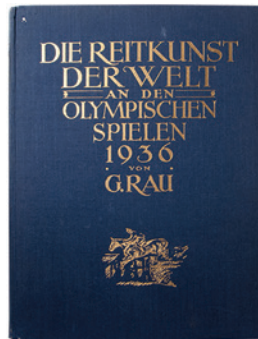 DIE REITKUNST
DER WELT
AN DEN
OLYMPISCHEN
SPIELEN
1936
· VON ·
G. RAU